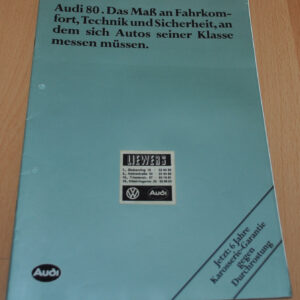 Audi 80. Das Maß an Fahrkom-
fort, Technik und Sicherheit, an
dem sich Autos seiner Klasse
messen müssen.
LIEWERS
Audi
Jetzt: 6 Jahre
Karosserie-Garantie
gegen
Durchrostung
Audi